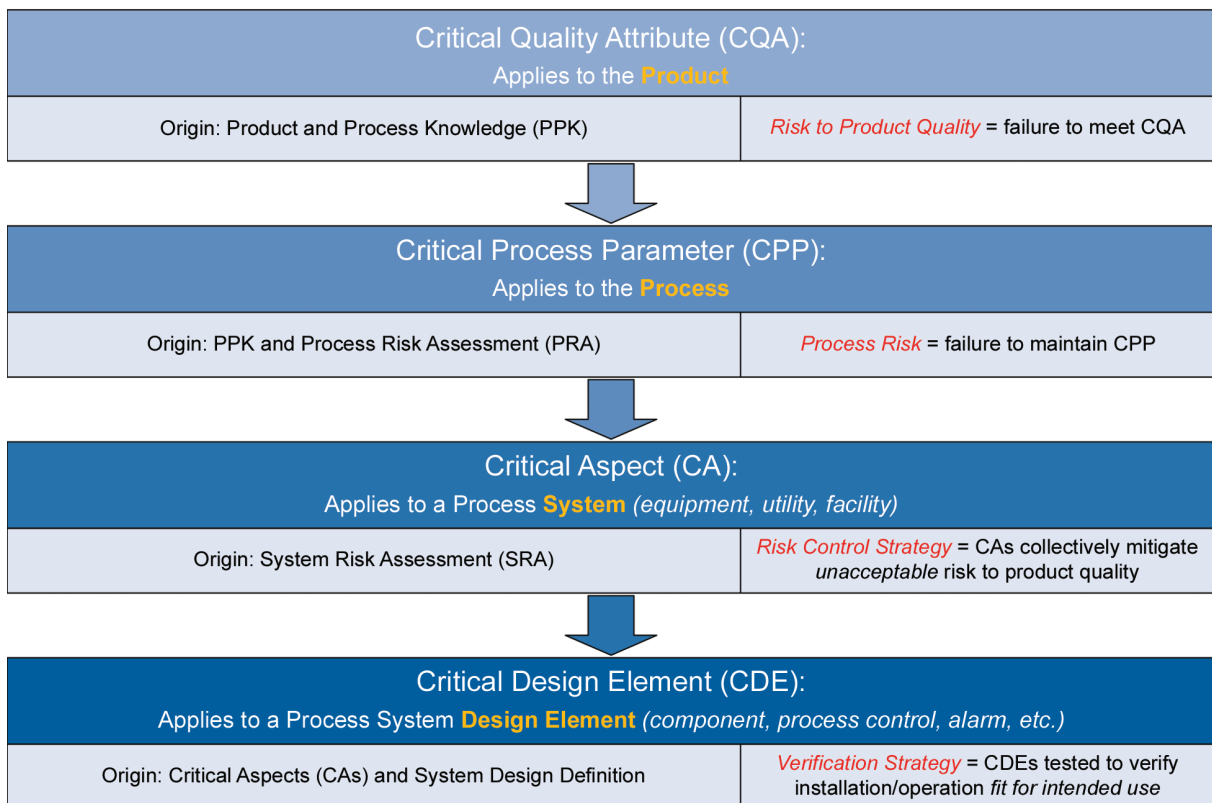 Critical Quality Attribute (CQA):
Applies to the Product
Origin: Product and Process Knowledge (PPK)
Risk to Product Quality = failure to meet CQA
Critical Process Parameter (CPP):
Applies to the Process
Origin: PPK and Process Risk Assessment (PRA)
Process Risk = failure to maintain CPP
Critical Aspect (CA):
Applies to a Process System (equipment, utility, facility)
Origin: System Risk Assessment (SRA)
Risk Control Strategy = CAs collectively mitigate
unacceptable risk to product quality
Critical Design Element (CDE):
Applies to a Process System Design Element (component, process control, alarm, etc.)
Origin: Critical Aspects (CAs) and System Design Definition
Verification Strategy = CDEs tested to verify
installation/operation fit for intended use